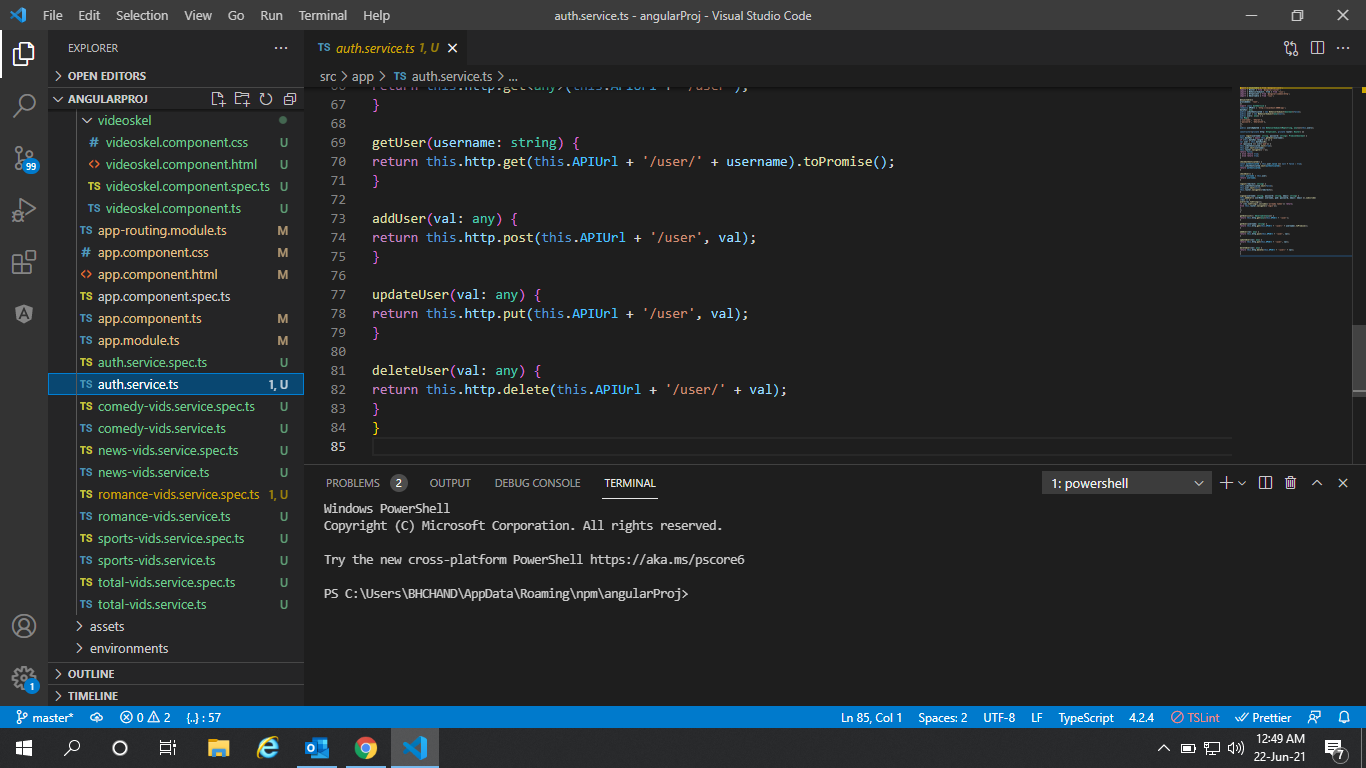 File Edit Selection View Go Run Terminal Help
auth.service.ts - angularProj - Visual Studio Code
EXPLORER
OPEN EDITORS
ANGULARPROJ
videoskel
# videoskel.component.css U
<> videoskel.component.html U
TS videoskel.component.spec.ts U
TS videoskel.component.ts U
TS app-routing.module.ts M
# app.component.css M
<> app.component.html M
TS app.component.spec.ts
TS app.component.ts M
TS app.module.ts M
TS auth.service.spec.ts U
TS auth.service.ts 1, U
TS comedy-vids.service.spec.ts U
TS comedy-vids.service.ts U
TS news-vids.service.spec.ts U
TS news-vids.service.ts U
TS romance-vids.service.spec.ts 1, U
TS romance-vids.service.ts U
TS sports-vids.service.spec.ts U
TS sports-vids.service.ts U
TS total-vids.service.spec.ts U
TS total-vids.service.ts U
assets
environments
OUTLINE
TIMELINE
99
1
TS auth.service.ts 1, U
src > app > TS auth.service.ts > ...
66 return this.http.get<any>(this.APIUrl + '/user');
67 }
68
69 getUser(username: string) {
70 return this.http.get(this.APIUrl + '/user/' + username).toPromise();
71 }
72
73 addUser(val: any) {
74 return this.http.post(this.APIUrl + '/user', val);
75 }
76
77 updateUser(val: any) {
78 return this.http.put(this.APIUrl + '/user', val);
79 }
80
81 deleteUser(val: any) {
82 return this.http.delete(this.APIUrl + '/user/' + val);
83 }
84 }
85
PROBLEMS 2 OUTPUT DEBUG CONSOLE TERMINAL
1: powershell
Windows PowerShell
Copyright (C) Microsoft Corporation. All rights reserved.
Try the new cross-platform PowerShell https://aka.ms/pscore6
PS C:\Users\BHCHAND\AppData\Roaming\npm\angularProj>
master* 0 2 {..} : 57
Ln 85, Col 1 Spaces: 2 UTF-8 LF TypeScript 4.2.4 TSLint Prettier
12:49 AM
22-Jun-21
7